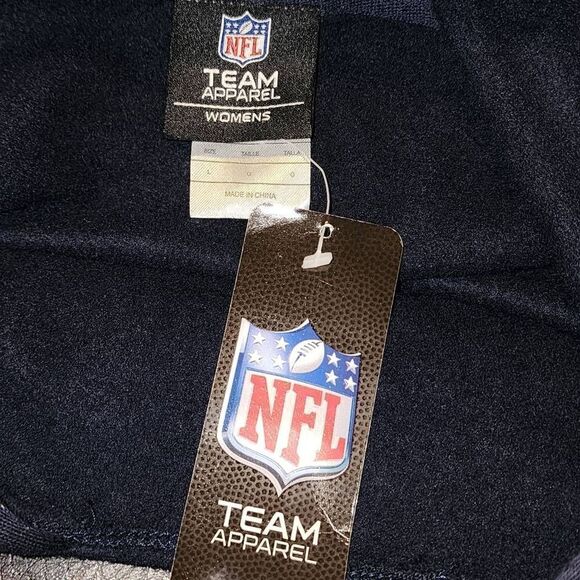 NFL
TEAM
APPAREL
WOMENS
SIZE TAILLE TALLA
L G G
MADE IN CHINA
NFL
TEAM
APPAREL